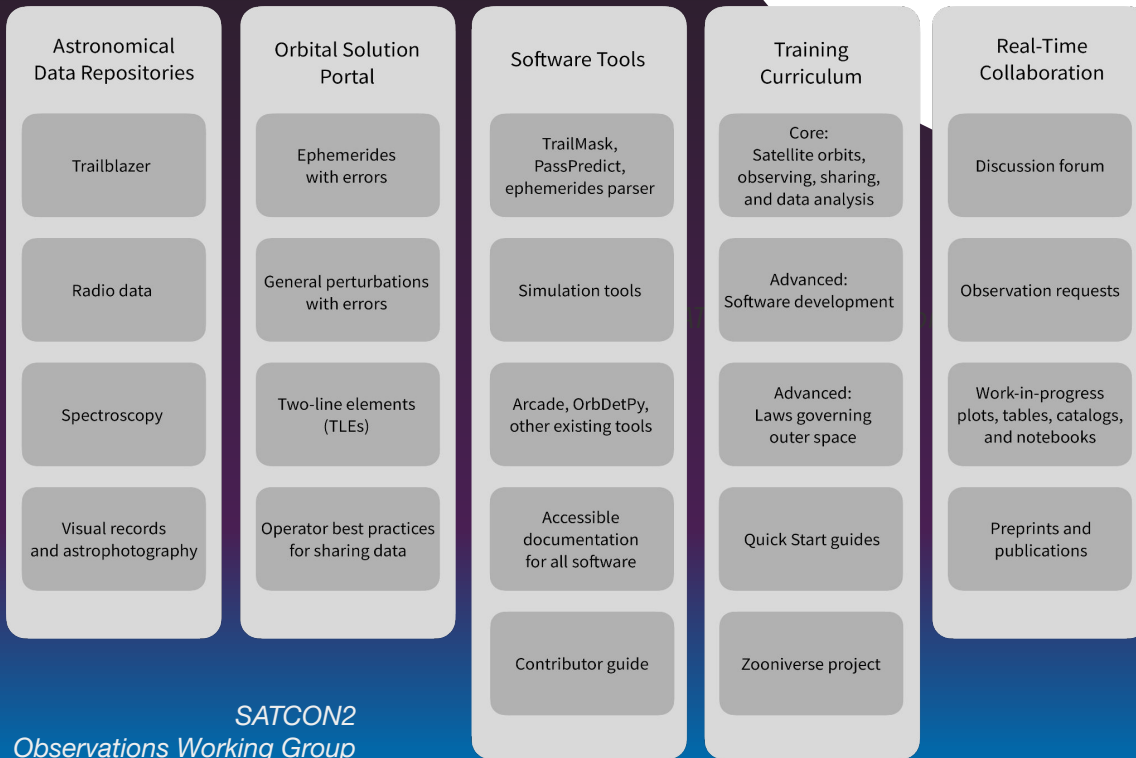 Astronomical
Data Repositories
Trailblazer
Radio data
Spectroscopy
Visual records
and astrophotography
Orbital Solution
Portal
Ephemerides
with errors
General perturbations
with errors
Two-line elements
(TLEs)
Operator best practices
for sharing data
Software Tools
TrailMask,
PassPredict,
ephemerides parser
Simulation tools
Arcade, OrbDetPy,
other existing tools
Accessible
documentation
for all software
Contributor guide
Training
Curriculum
Core:
Satellite orbits,
observing, sharing,
and data analysis
Advanced:
Software development
Advanced:
Laws governing
outer space
Quick Start guides
Zooniverse project
Real-Time
Collaboration
Discussion forum
Observation requests
Work-in-progress
plots, tables, catalogs,
and notebooks
Preprints and
publications
SATCON2
Observations Working Group